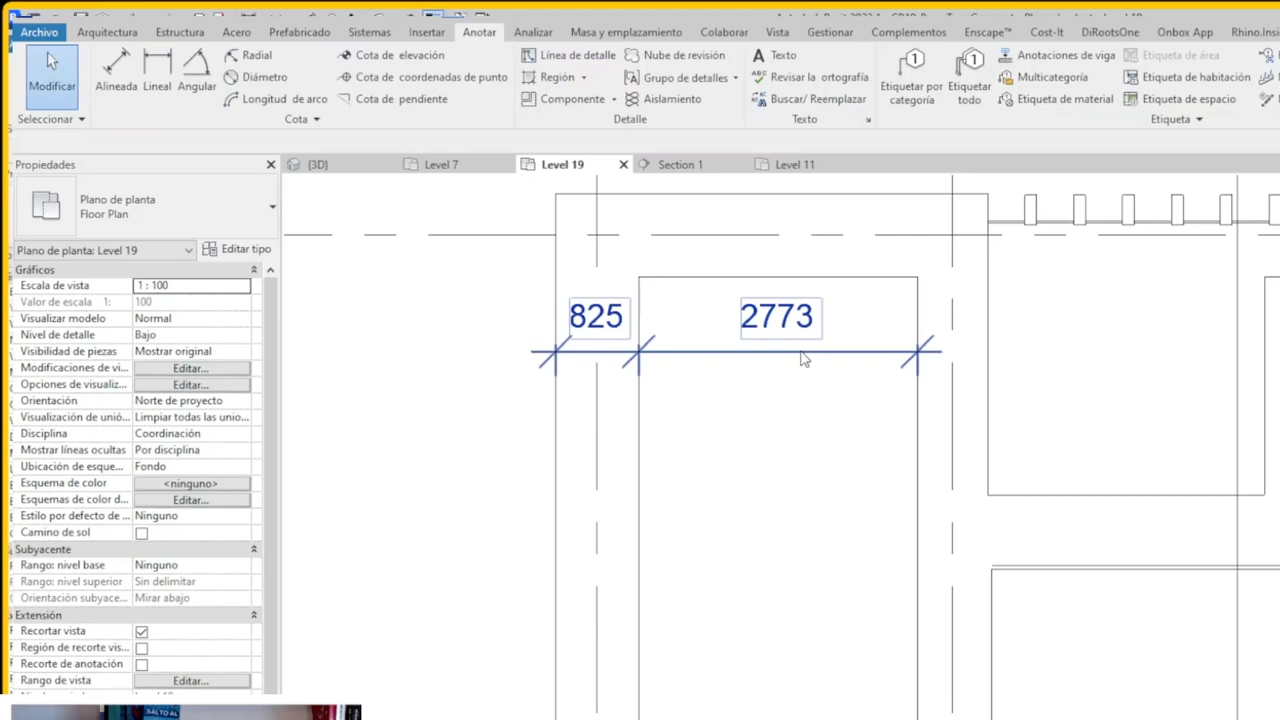 Archivo Arquitectura Estructura Acero Prefabricado Sistemas Insertar Anotar Analizar Masa y emplazamiento Colaborar Vista Gestionar Complementos Enscape™ Cost-It DiRootsOne Onbox App Rhino.Insi
Modificar
Seleccionar
Alineada Lineal Angular
Radial
Diámetro
Longitud de arco
Cota de elevación
Cota de coordenadas de punto
Cota de pendiente
Cota
Línea de detalle
Región
Componente
Nube de revisión
Grupo de detalles
Aislamiento
Detalle
Texto
Revisar la ortografía
Buscar/ Reemplazar
Texto
Etiquetar por
categoría
Etiquetar
todo
Anotaciones de viga
Multicategoría
Etiqueta de material
Etiqueta de área
Etiqueta de habitación
Etiqueta de espacio
Etiqueta
Propiedades
{3D} Level 7 Level 19 Section 1 Level 11
Plano de planta
Floor Plan
Plano de planta: Level 19 Editar tipo
Gráficos
Escala de vista 1 : 100
Valor de escala 1: 100
Visualizar modelo Normal
Nivel de detalle Bajo
Visibilidad de piezas Mostrar original
Modificaciones de vi... Editar...
Opciones de visualiz... Editar...
Orientación Norte de proyecto
Visualización de unió... Limpiar todas las unio...
Disciplina Coordinación
Mostrar líneas ocultas Por disciplina
Ubicación de esque... Fondo
Esquema de color <ninguno>
Esquemas de color d... Editar...
Estilo por defecto de ... Ninguno
Camino de sol
Subyacente
Rango: nivel base Ninguno
Rango: nivel superior Sin delimitar
Orientación subyace... Mirar abajo
Extensión
Recortar vista
Región de recorte vis...
Recorte de anotación
Rango de vista Editar...
825 2773
SALTO AL